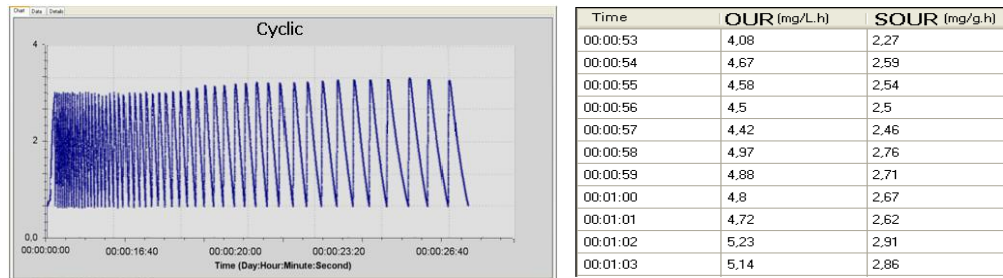 Chart Data Details
Cyclic
4
2
0,0
00:00:00:00 00:00:16:40 00:00:20:00 00:00:23:20 00:00:26:40
Time (Day:Hour:Minute:Second)
Time OUR (mg/L.h) SOUR (mg/g.h)
00:00:53 4,08 2,27
00:00:54 4,67 2,59
00:00:55 4,58 2,54
00:00:56 4,5 2,5
00:00:57 4,42 2,46
00:00:58 4,97 2,76
00:00:59 4,88 2,71
00:01:00 4,8 2,67
00:01:01 4,72 2,62
00:01:02 5,23 2,91
00:01:03 5,14 2,86